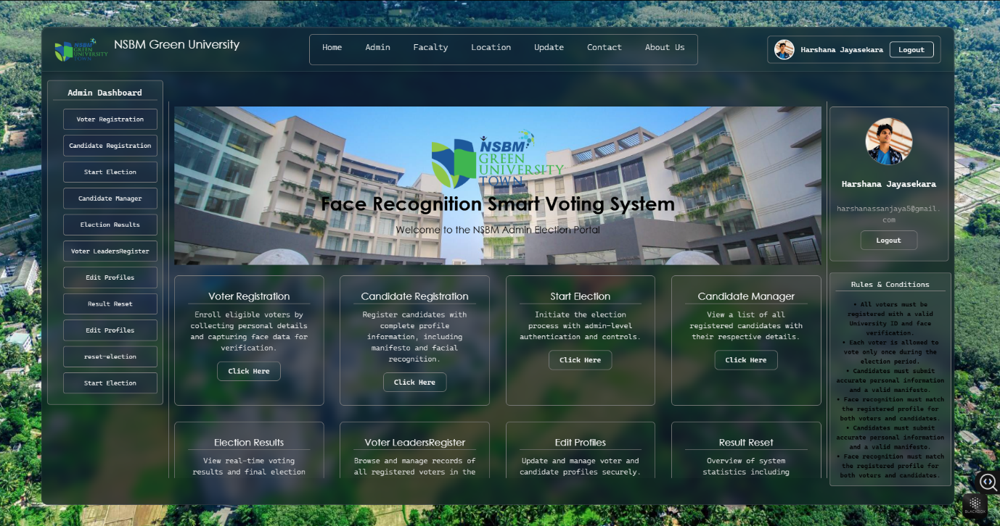 NSBM
GREEN
UNIVERSITY
TOWN
NSBM Green University
Home Admin Faculty Location Update Contact About Us
Harshana Jayasekara Logout
Admin Dashboard
Voter Registration
Candidate Registration
Start Election
Candidate Manager
Election Results
Voter LeadersRegister
Edit Profiles
Result Reset
Edit Profiles
reset-election
Start Election
NSBM
GREEN
UNIVERSITY
TOWN
Face Recognition Smart Voting System
Welcome to the NSBM Admin Election Portal
Voter Registration
Enroll eligible voters by
collecting personal details
and capturing face data for
verification.
Click Here
Candidate Registration
Register candidates with
complete profile
information, including
manifesto and facial
recognition.
Click Here
Start Election
Initiate the election
process with admin-level
authentication and controls.
Click Here
Candidate Manager
View a list of all
registered candidates with
their respective details.
Click Here
Election Results
View real-time voting
results and final election
Voter LeadersRegister
Browse and manage records of
all registered voters in the
Edit Profiles
Update and manage voter and
candidate profiles securely.
Result Reset
Overview of system
statistics including
Harshana Jayasekara
harshanassanjaya5@gmail.
com
Logout
Rules & Conditions
• All voters must be
registered with a valid
University ID and face
verification.
• Each voter is allowed to
vote only once during the
election period.
• Candidates must submit
accurate personal information
and a valid manifesto.
• Face recognition must match
the registered profile for
both voters and candidates.
• Candidates must submit
accurate personal information
and a valid manifesto.
• Face recognition must match
the registered profile for
both voters and candidates.
BLACKBOX